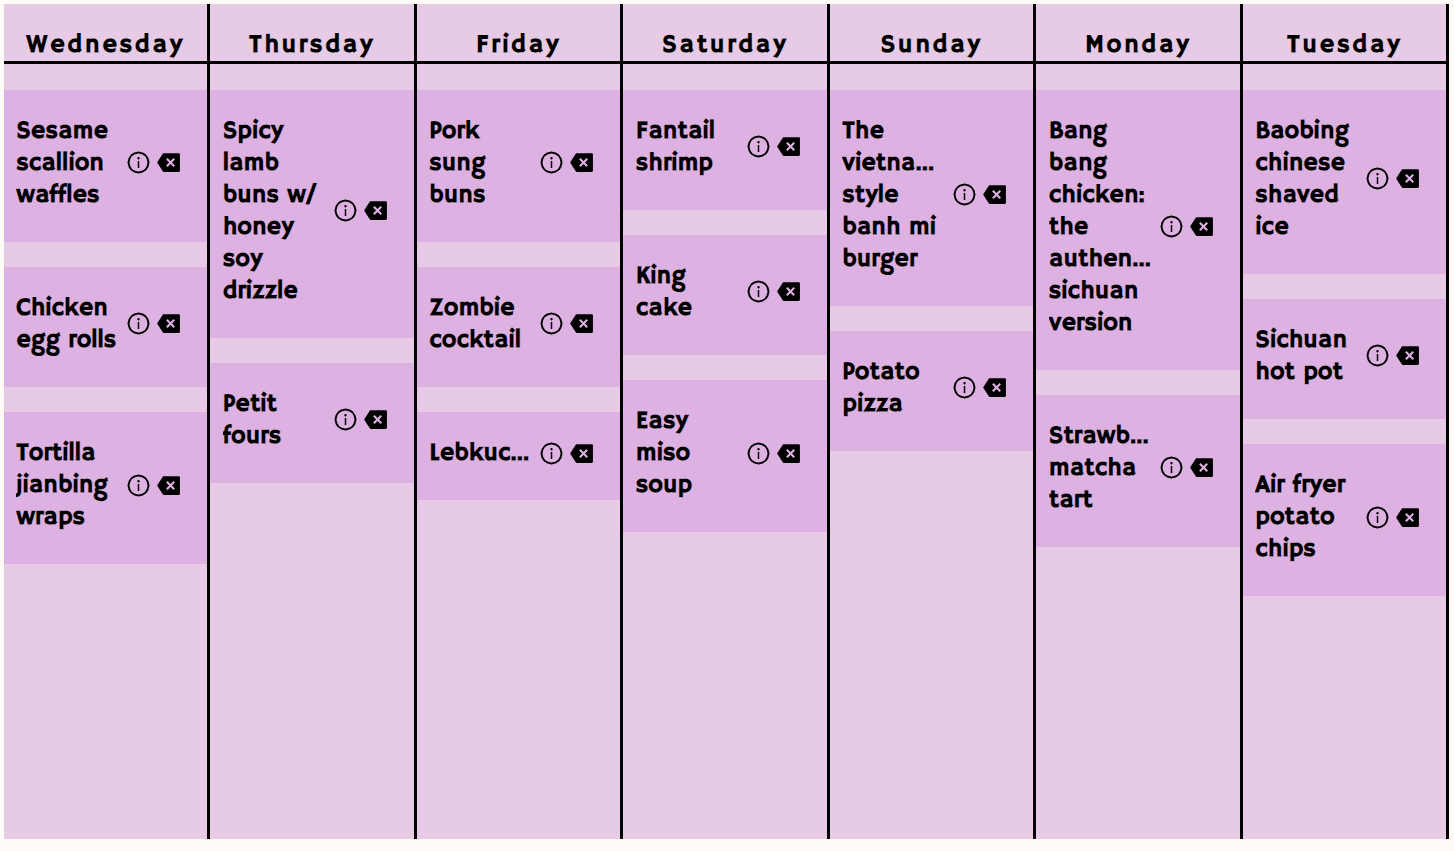 Wednesday
Sesame
scallion
waffles
Chicken
egg rolls
Tortilla
jianbing
wraps
Thursday
Spicy
lamb
buns w/
honey
soy
drizzle
Petit
fours
Friday
Pork
sung
buns
Zombie
cocktail
Lebkuc...
Saturday
Fantail
shrimp
King
cake
Easy
miso
soup
Sunday
The
vietna...
style
banh mi
burger
Potato
pizza
Monday
Bang
bang
chicken:
the
authen...
sichuan
version
Strawb...
matcha
tart
Tuesday
Baobing
chinese
shaved
ice
Sichuan
hot pot
Air fryer
potato
chips